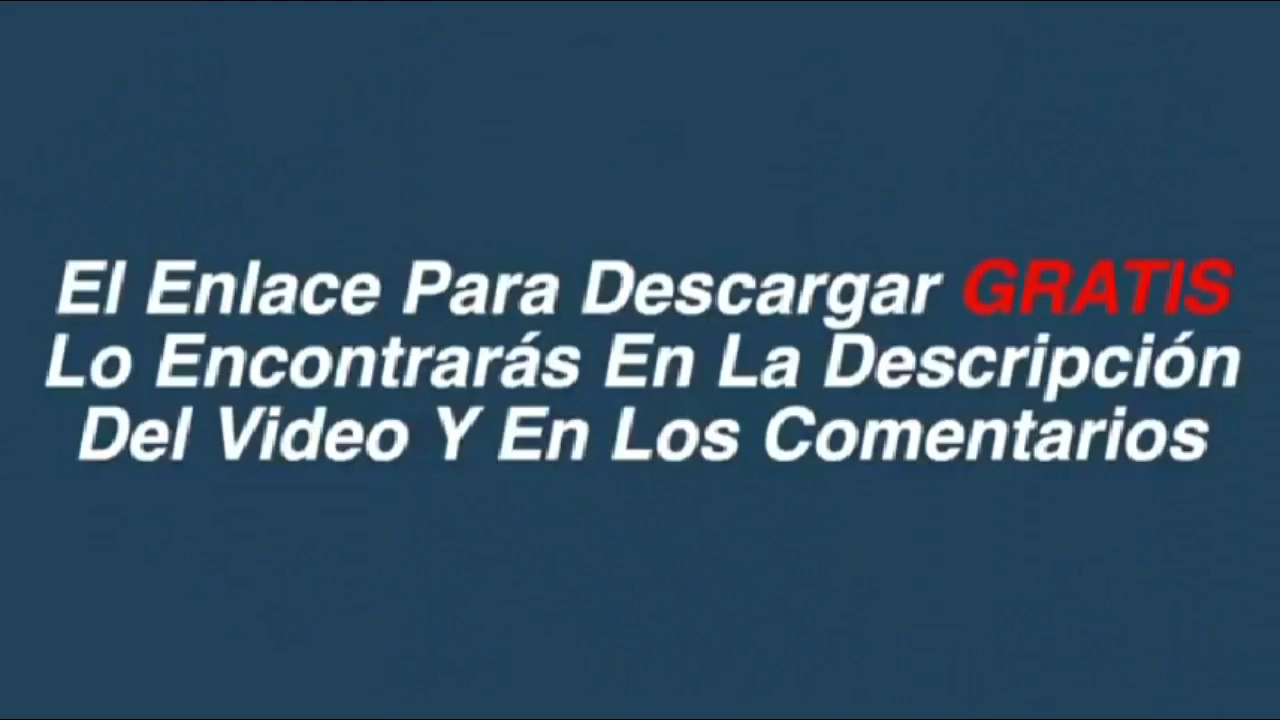 El Enlace Para Descargar GRATIS
Lo Encontrarás En La Descripción
Del Video Y En Los Comentarios